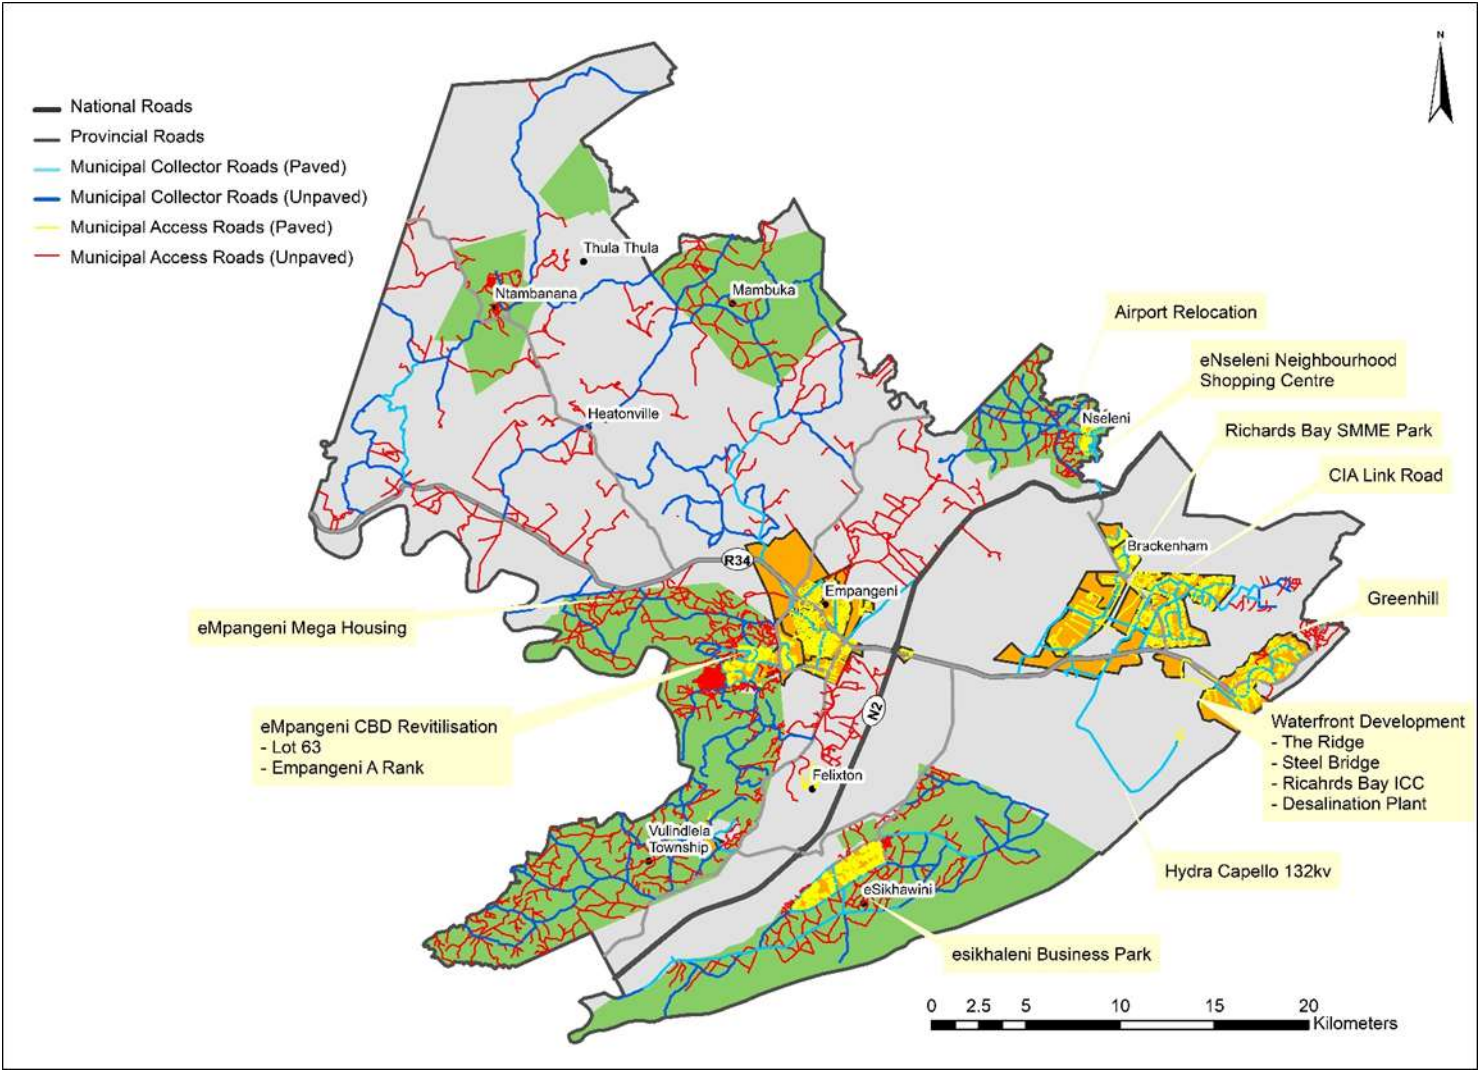 N
National Roads
Provincial Roads
Municipal Collector Roads (Paved)
Municipal Collector Roads (Unpaved)
Municipal Access Roads (Paved)
Municipal Access Roads (Unpaved)
Thula Thula
Ntambanana
Mambuka
Airport Relocation
eNseleni Neighbourhood
Shopping Centre
Heatonville
Nseleni
Richards Bay SMME Park
CIA Link Road
Brackenham
R34
Empangeni
Greenhill
eMpangeni Mega Housing
N2
eMpangeni CBD Revitilisation
- Lot 63
- Empangeni A Rank
Waterfront Development
- The Ridge
- Steel Bridge
- Ricahrds Bay ICC
- Desalination Plant
Felixton
Vulindlela
Township
Hydra Capello 132kv
eSikhawini
esikhaleni Business Park
0 2.5 5 10 15 20
Kilometers